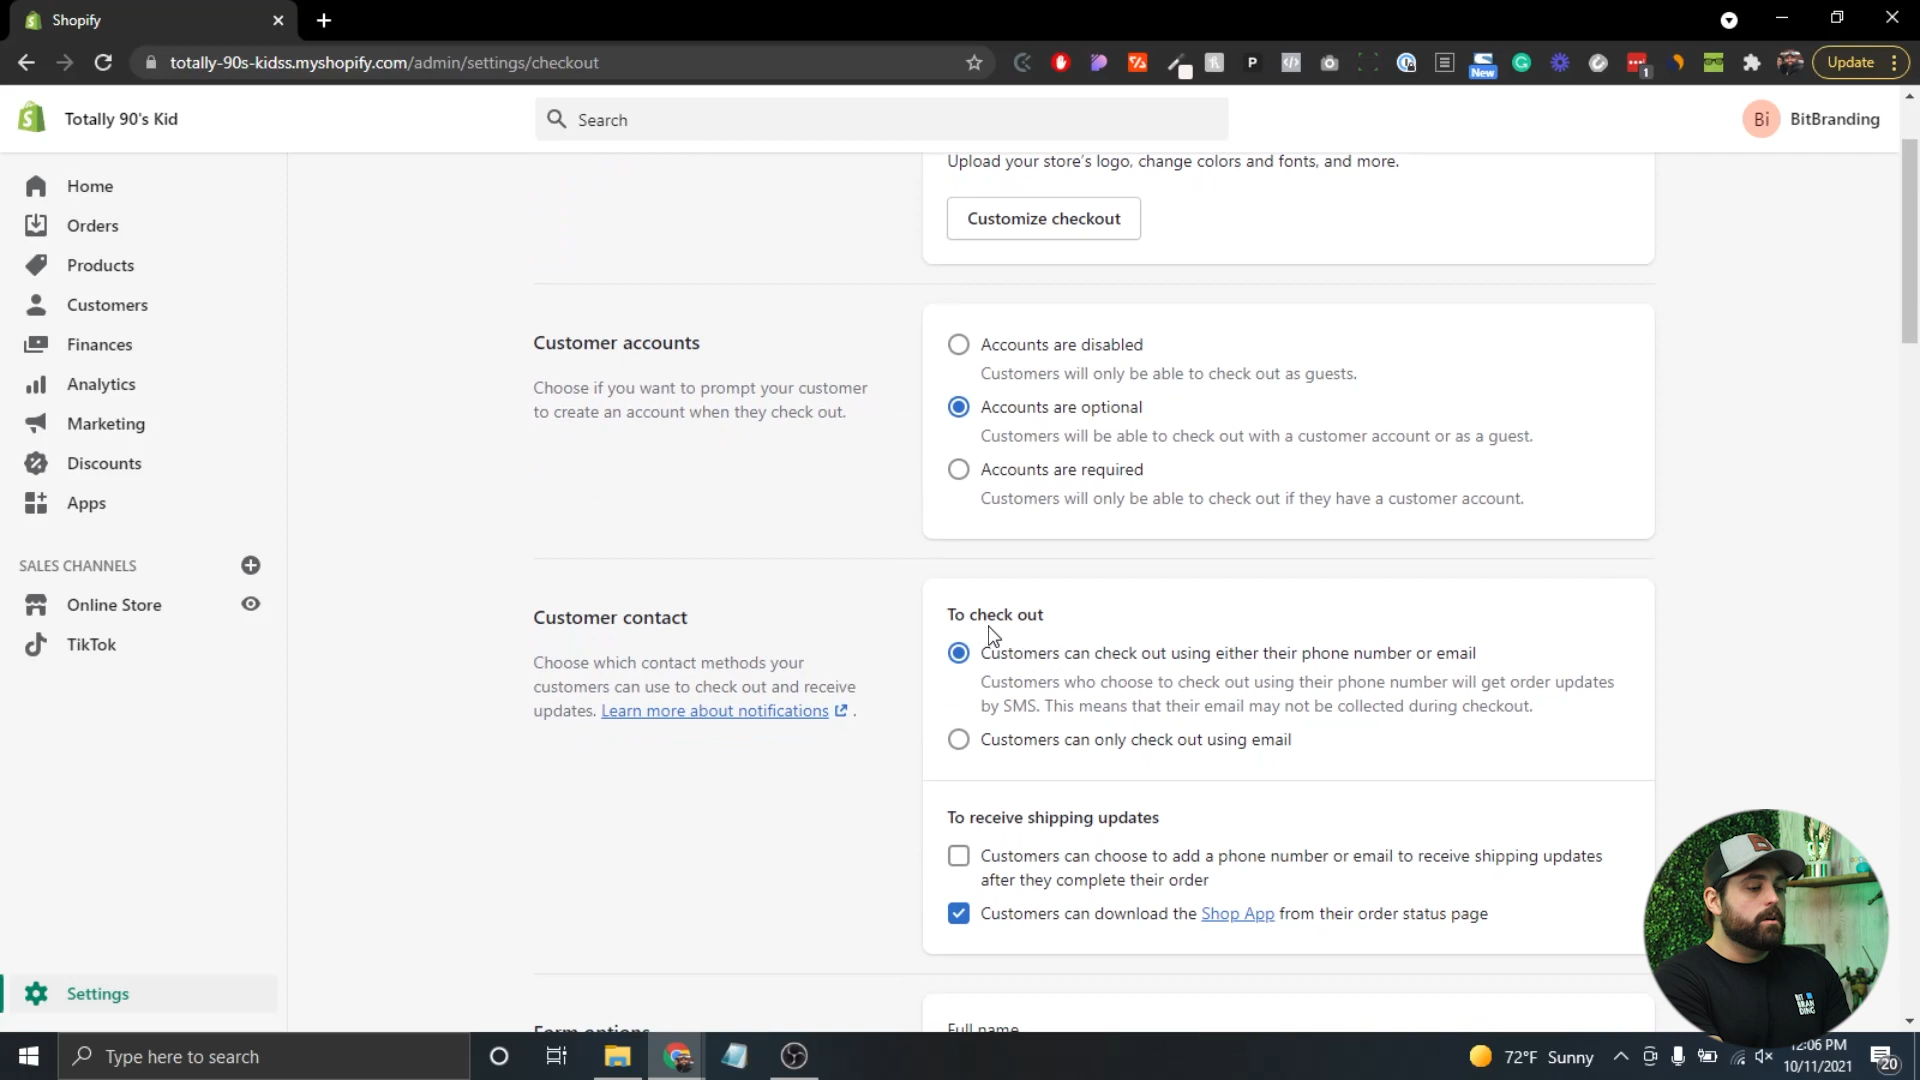 Shopify
totally-90s-kidss.myshopify.com/admin/settings/checkout
New
1
Update
Totally 90's Kid
Search
Bi
BitBranding
Home
Orders
Products
Customers
Finances
Analytics
Marketing
Discounts
Apps
SALES CHANNELS
Online Store
TikTok
Settings
Upload your store's logo, change colors and fonts, and more.
Customize checkout
Customer accounts
Choose if you want to prompt your customer
to create an account when they check out.
Accounts are disabled
Customers will only be able to check out as guests.
Accounts are optional
Customers will be able to check out with a customer account or as a guest.
Accounts are required
Customers will only be able to check out if they have a customer account.
Customer contact
Choose which contact methods your
customers can use to check out and receive
updates. Learn more about notifications .
To check out
Customers can check out using either their phone number or email
Customers who choose to check out using their phone number will get order updates
by SMS. This means that their email may not be collected during checkout.
Customers can only check out using email
To receive shipping updates
Customers can choose to add a phone number or email to receive shipping updates
after they complete their order
Customers can download the Shop App from their order status page
Form options
Full name
BIT
BRAN
DING
Type here to search
72°F Sunny
12:06 PM
10/11/2021
20